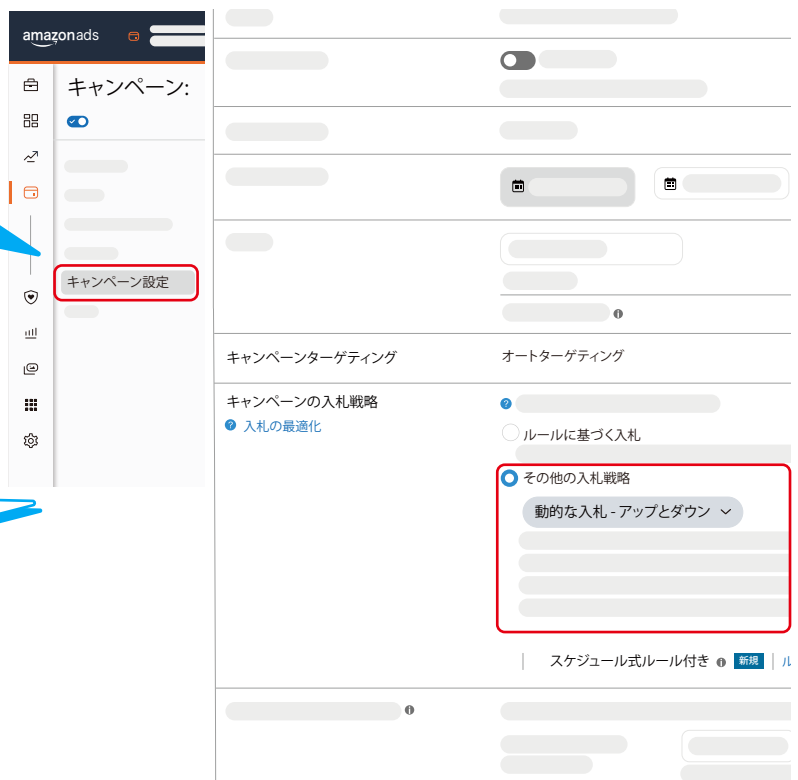 amazonads
キャンペーン:
キャンペーン設定
キャンペーンターゲティング
オートターゲティング
キャンペーンの入札戦略
入札の最適化
ルールに基づく入札
その他の入札戦略
動的な入札 - アップとダウン
スケジュール式ルール付き 新規 ル